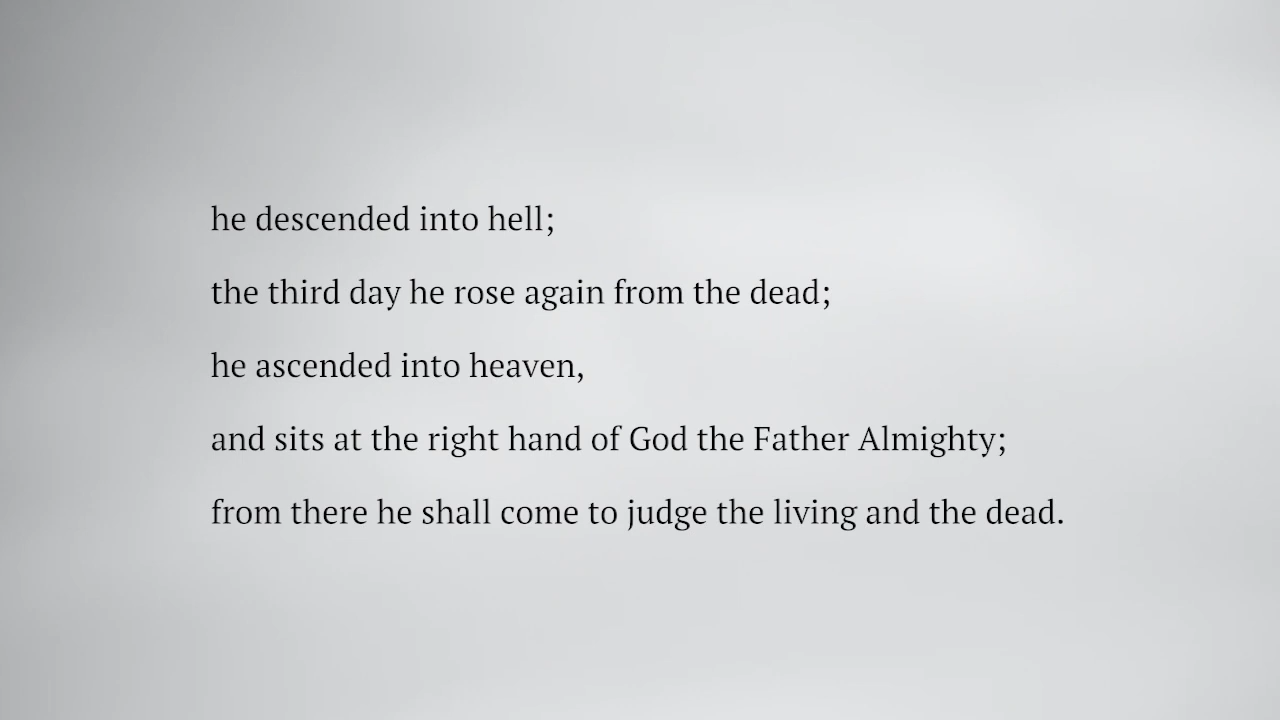 he descended into hell;
the third day he rose again from the dead;
he ascended into heaven,
and sits at the right hand of God the Father Almighty;
from there he shall come to judge the living and the dead.